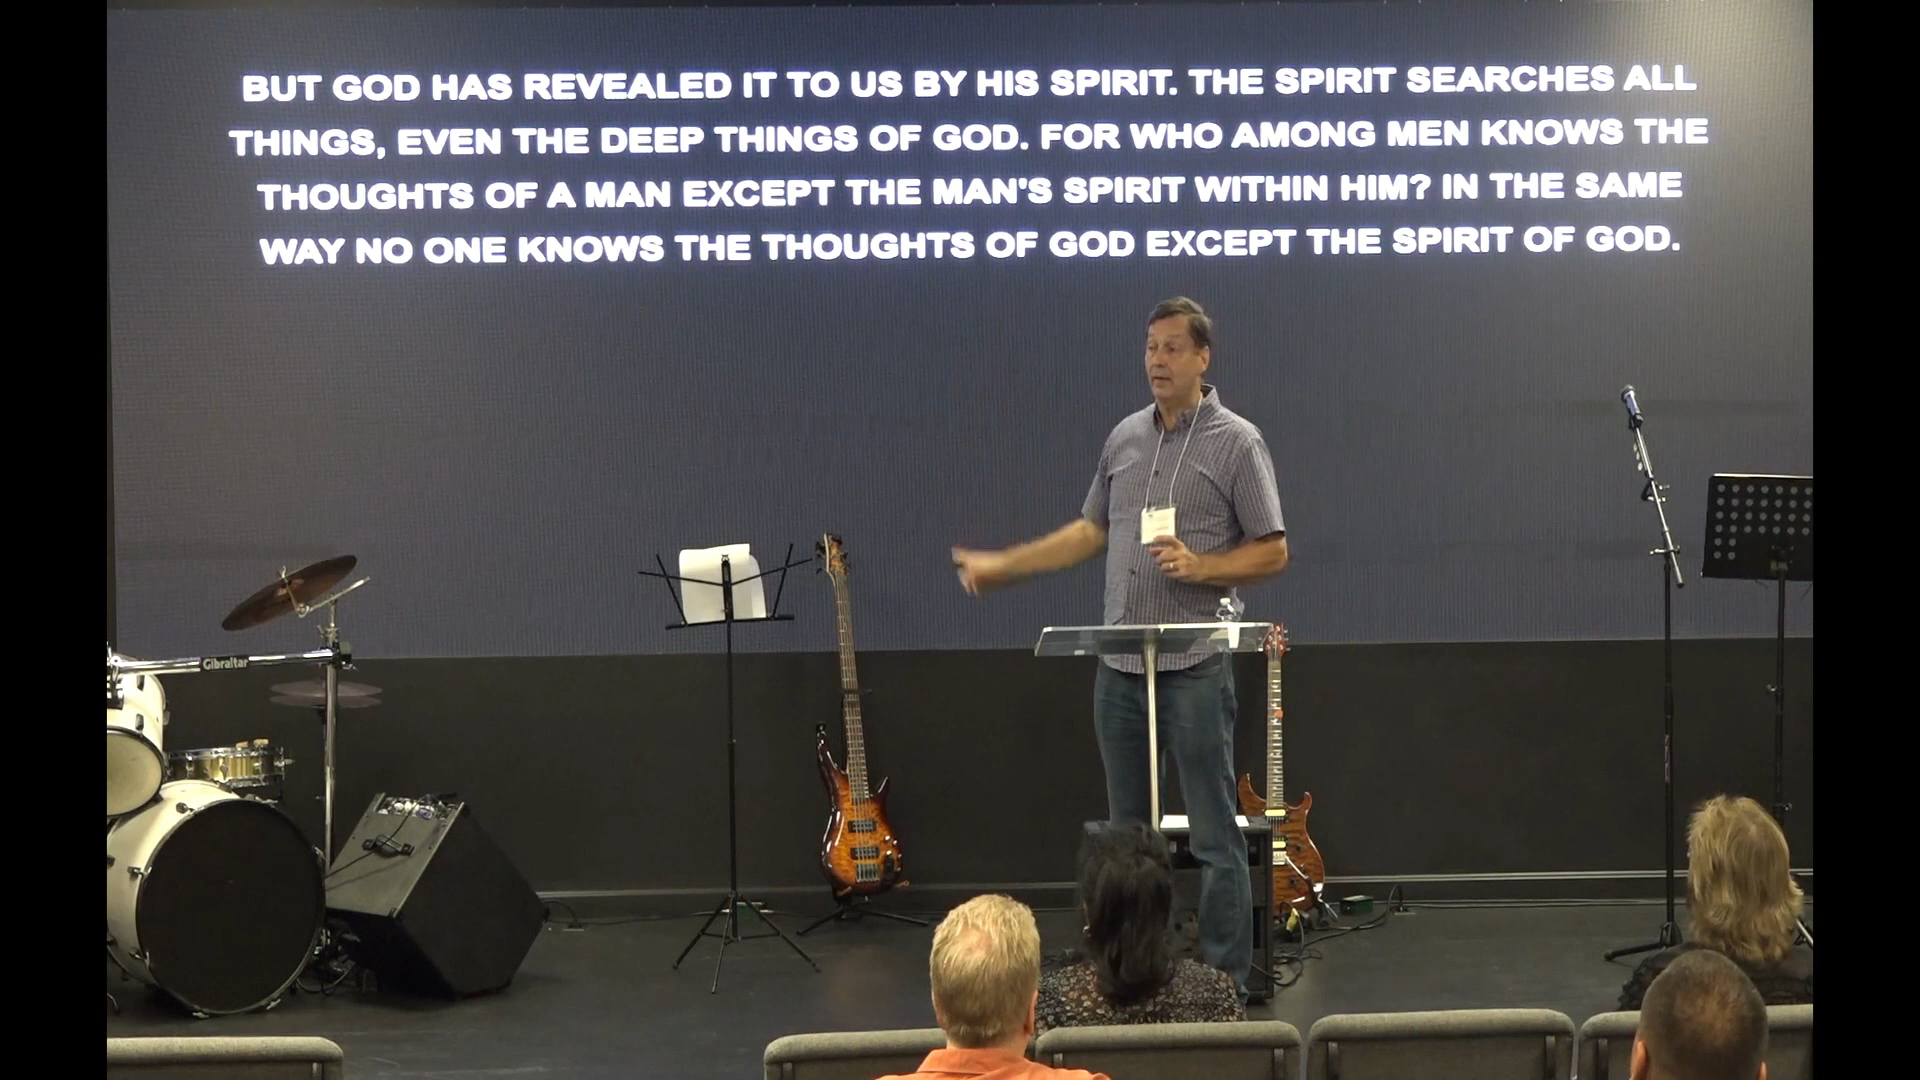 BUT GOD HAS REVEALED IT TO US BY HIS SPIRIT. THE SPIRIT SEARCHES ALL
THINGS, EVEN THE DEEP THINGS OF GOD. FOR WHO AMONG MEN KNOWS THE
THOUGHTS OF A MAN EXCEPT THE MAN'S SPIRIT WITHIN HIM? IN THE SAME
WAY NO ONE KNOWS THE THOUGHTS OF GOD EXCEPT THE SPIRIT OF GOD.
Gibraltar